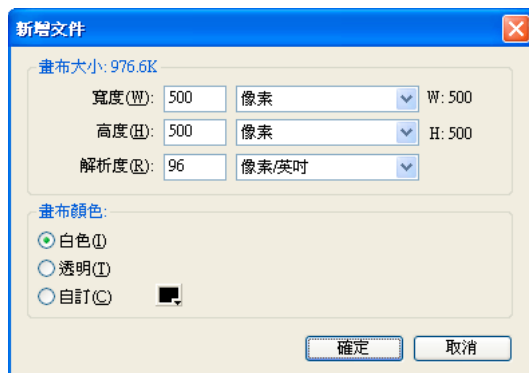 新增文件
畫布大小: 976.6K
寬度(W): 500 像素 W: 500
高度(H): 500 像素 H: 500
解析度(R): 96 像素/英吋
畫布顏色:
白色(I)
透明(T)
自訂(C)
確定 取消